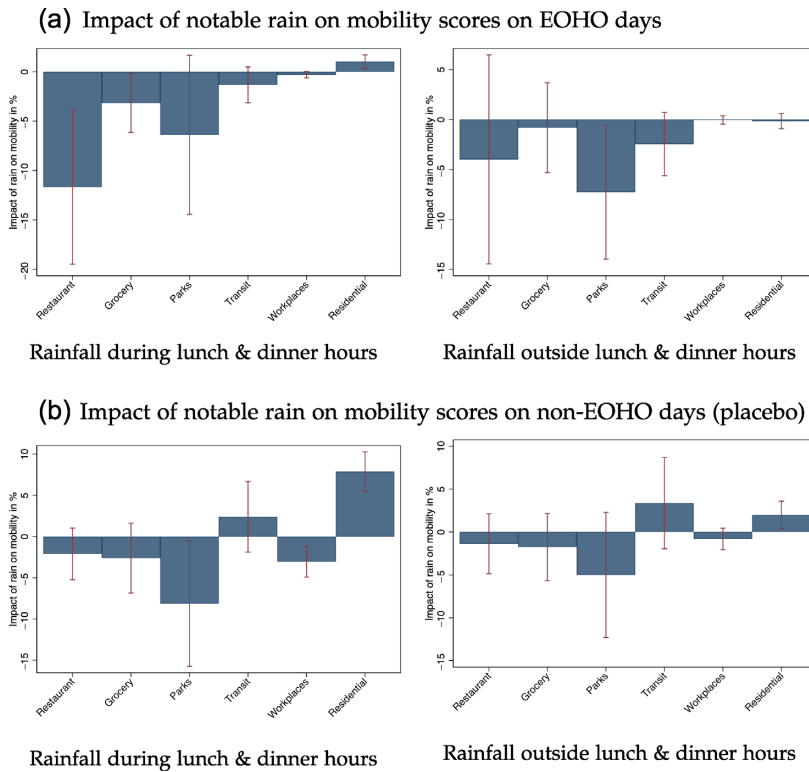 (a) Impact of notable rain on mobility scores on EOHO days
Impact of rain on mobility in %
0
−5
−10
−15
−20
Restaurant
Grocery
Parks
Transit
Workplaces
Residential
Rainfall during lunch & dinner hours
Impact of rain on mobility in %
5
0
−5
−10
−15
Restaurant
Grocery
Parks
Transit
Workplaces
Residential
Rainfall outside lunch & dinner hours
(b) Impact of notable rain on mobility scores on non-EOHO days (placebo)
Impact of rain on mobility in %
10
5
0
−5
−10
−15
Restaurant
Grocery
Parks
Transit
Workplaces
Residential
Rainfall during lunch & dinner hours
Impact of rain on mobility in %
10
5
0
−5
−10
−15
Restaurant
Grocery
Parks
Transit
Workplaces
Residential
Rainfall outside lunch & dinner hours